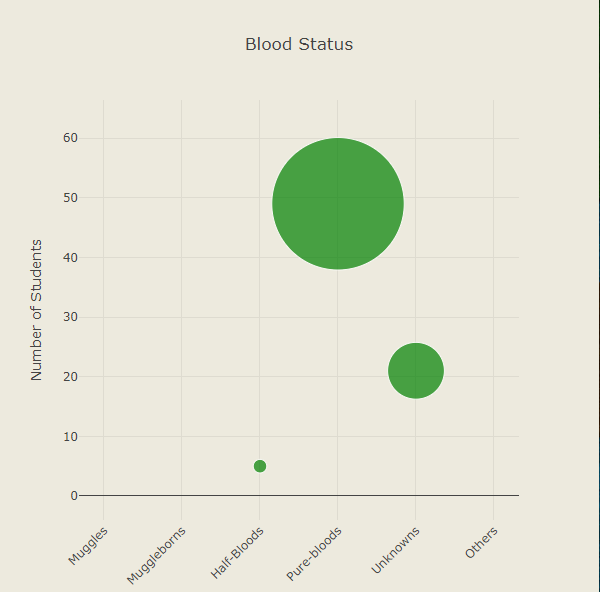 Blood Status
Number of Students
60
50
40
30
20
10
0
Muggles
Muggleborns
Half-Bloods
Pure-bloods
Unknowns
Others